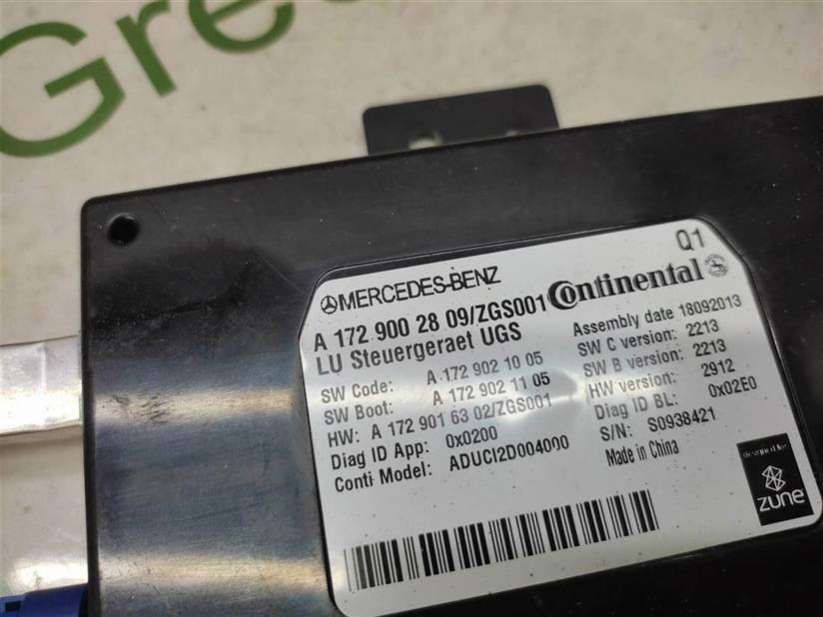 Gree
Q1
MERCEDES-BENZ
Continental
A 172 900 28 09/ZGS001
LU Steuergeraet UGS
SW Code: A 172 902 10 05
SW Boot: A 172 902 11 05
HW: A 172 901 63 02/ZGS001
Diag ID App: 0x0200
Conti Model: ADUCI2D004000
Assembly date 18092013
SW C version: 2213
SW B version: 2213
HW version: 2912
Diag ID BL: 0x02E0
S/N: S0938421
Made in China
designed for
zune